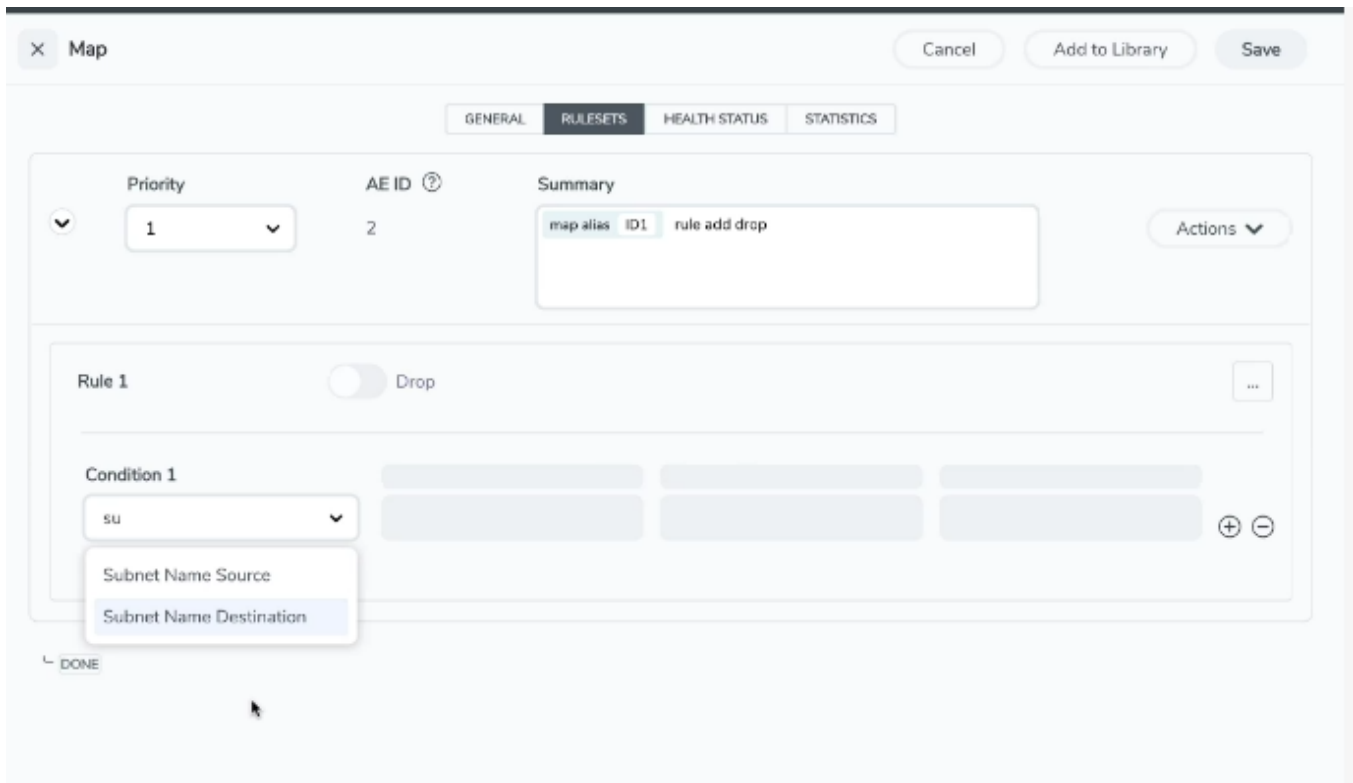 Map
Cancel
Add to Library
Save
GENERAL
RULESETS
HEALTH STATUS
STATISTICS
Priority
AE ID ?
Summary
1
2
map alias ID1 rule add drop
Actions
Rule 1
Drop
...
Condition 1
su
Subnet Name Source
Subnet Name Destination
DONE